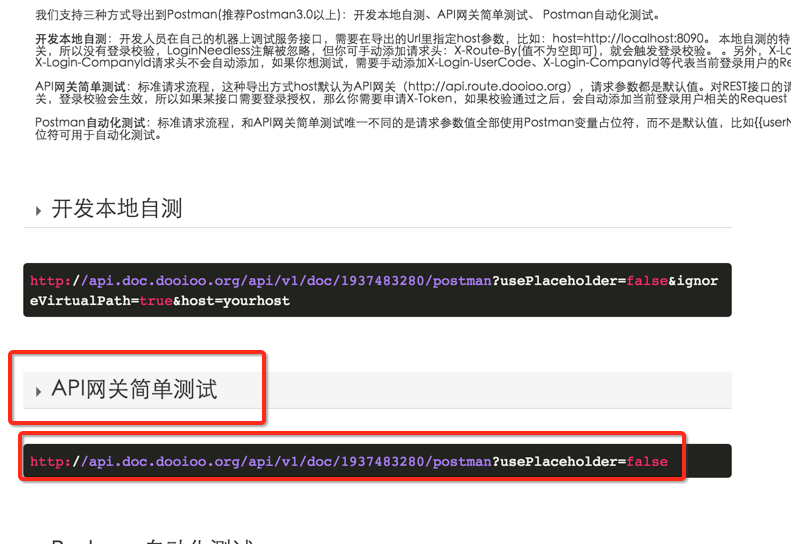 我们支持三种方式导出到Postman(推荐Postman3.0以上)：开发本地自测、API网关简单测试、 Postman自动化测试。
开发本地自测：开发人员在自己的机器上调试服务接口，需要在导出的Url里指定host参数，比如：host=http://localhost:8090。 本地自测的特
关，所以没有登录校验，LoginNeedless注解被忽略，但你可手动添加请求头：X-Route-By(值不为空即可)，就会触发登录校验。 。另外，X-Lo
X-Login-CompanyId请求头不会自动添加，如果你想测试，需要手动添加X-Login-UserCode、X-Login-CompanyId等代表当前登录用户的Re
API网关简单测试：标准请求流程，这种导出方式host默认为API网关（http://api.route.dooioo.org），请求参数都是默认值。对REST接口的请
关，登录校验会生效，所以如果某接口需要登录授权，那么你需要申请X-Token，如果校验通过之后，会自动添加当前登录用户相关的Request
Postman自动化测试：标准请求流程，和API网关简单测试唯一不同的是请求参数值全部使用Postman变量占位符，而不是默认值，比如{{userN
位符可用于自动化测试。
开发本地自测
http://api.doc.dooioo.org/api/v1/doc/1937483280/postman?usePlaceholder=false&ignor
eVirtualPath=true&host=yourhost
API网关简单测试
http://api.doc.dooioo.org/api/v1/doc/1937483280/postman?usePlaceholder=false